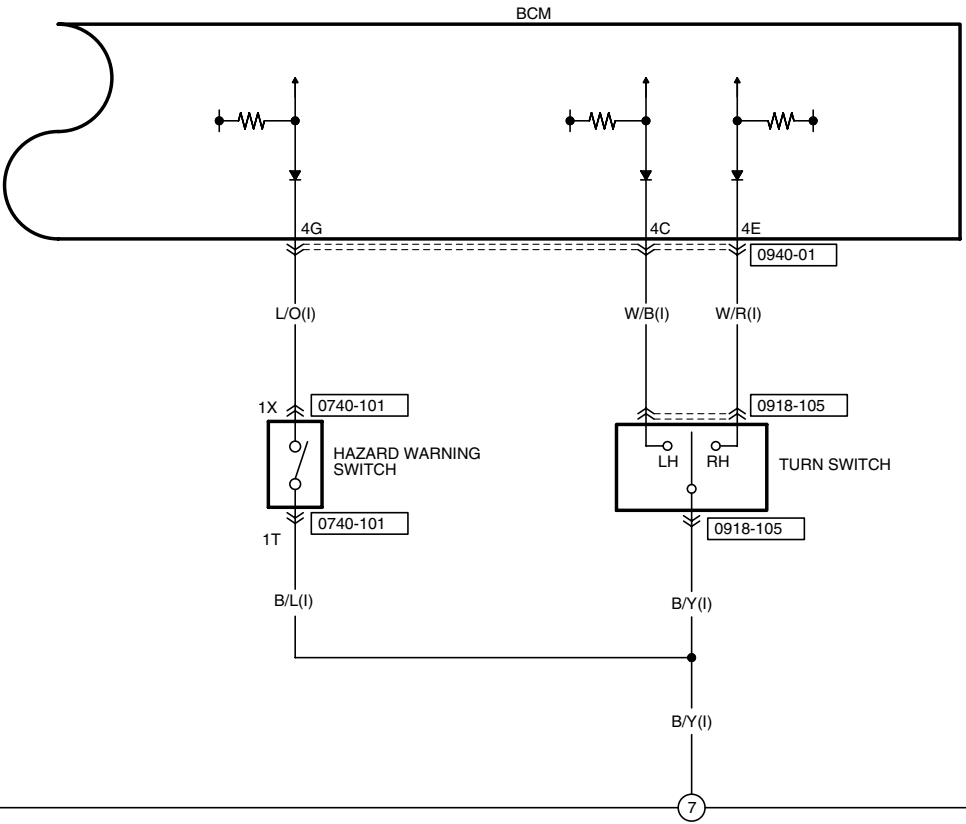 BCM
4G
4C
4E
0940-01
L/O(I)
W/B(I)
W/R(I)
1X
0740-101
0918-105
HAZARD WARNING
SWITCH
LH
RH
TURN SWITCH
0740-101
1T
0918-105
B/L(I)
B/Y(I)
B/Y(I)
7